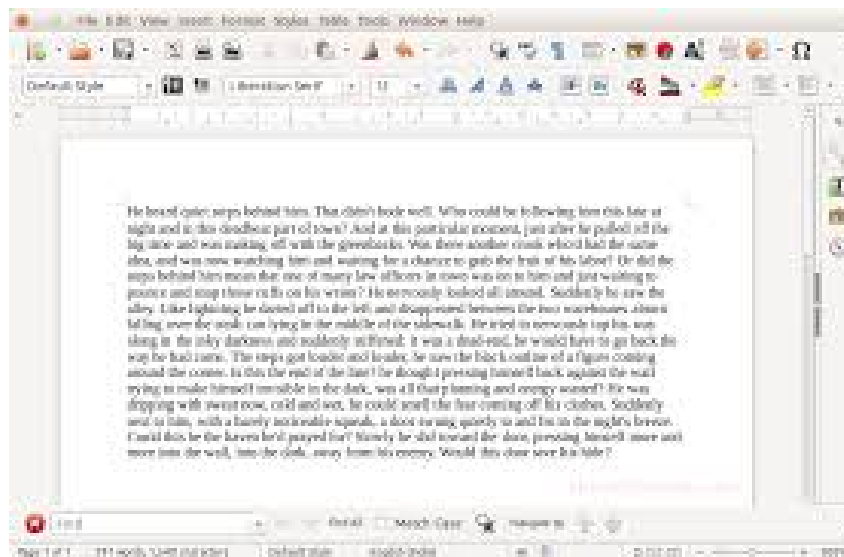 File Edit View Insert Format Styles Table Tools Window Help
Default Style Liberation Serif 12
He heard quiet steps behind him. That didn't bode well. Who could be following him this late at
night and in this deadbeat part of town? And at this particular moment, just after he pulled off the
big time and was making off with the greenbacks. Was there another crook who'd had the same
idea, and was now watching him and waiting for a chance to grab the fruit of his labor? Or did the
steps behind him mean that one of many law officers in town was on to him and just waiting to
pounce and snap those cuffs on his wrists? He nervously looked all around. Suddenly he saw the
alley. Like lightning he darted off to the left and disappeared between the two warehouses almost
falling over the trash can lying in the middle of the sidewalk. He tried to nervously tap his way
along in the inky darkness and suddenly stiffened: it was a dead-end, he would have to go back the
way he had come. The steps got louder and louder, he saw the black outline of a figure coming
around the corner. Is this the end of the line? he thought pressing himself back against the wall
trying to make himself invisible in the dark, was all that planning and energy wasted? He was
dripping with sweat now, cold and wet, he could smell the fear coming off his clothes. Suddenly
next to him, with a barely noticeable squeak, a door swung quietly to and fro in the night's breeze.
Could this be the haven he'd prayed for? Slowly he slid toward the door, pressing himself more and
more into the wall, into the dark, away from his enemy. Would this door save his hide?
Find Find All Match Case
Page 1 of 1 Default Style